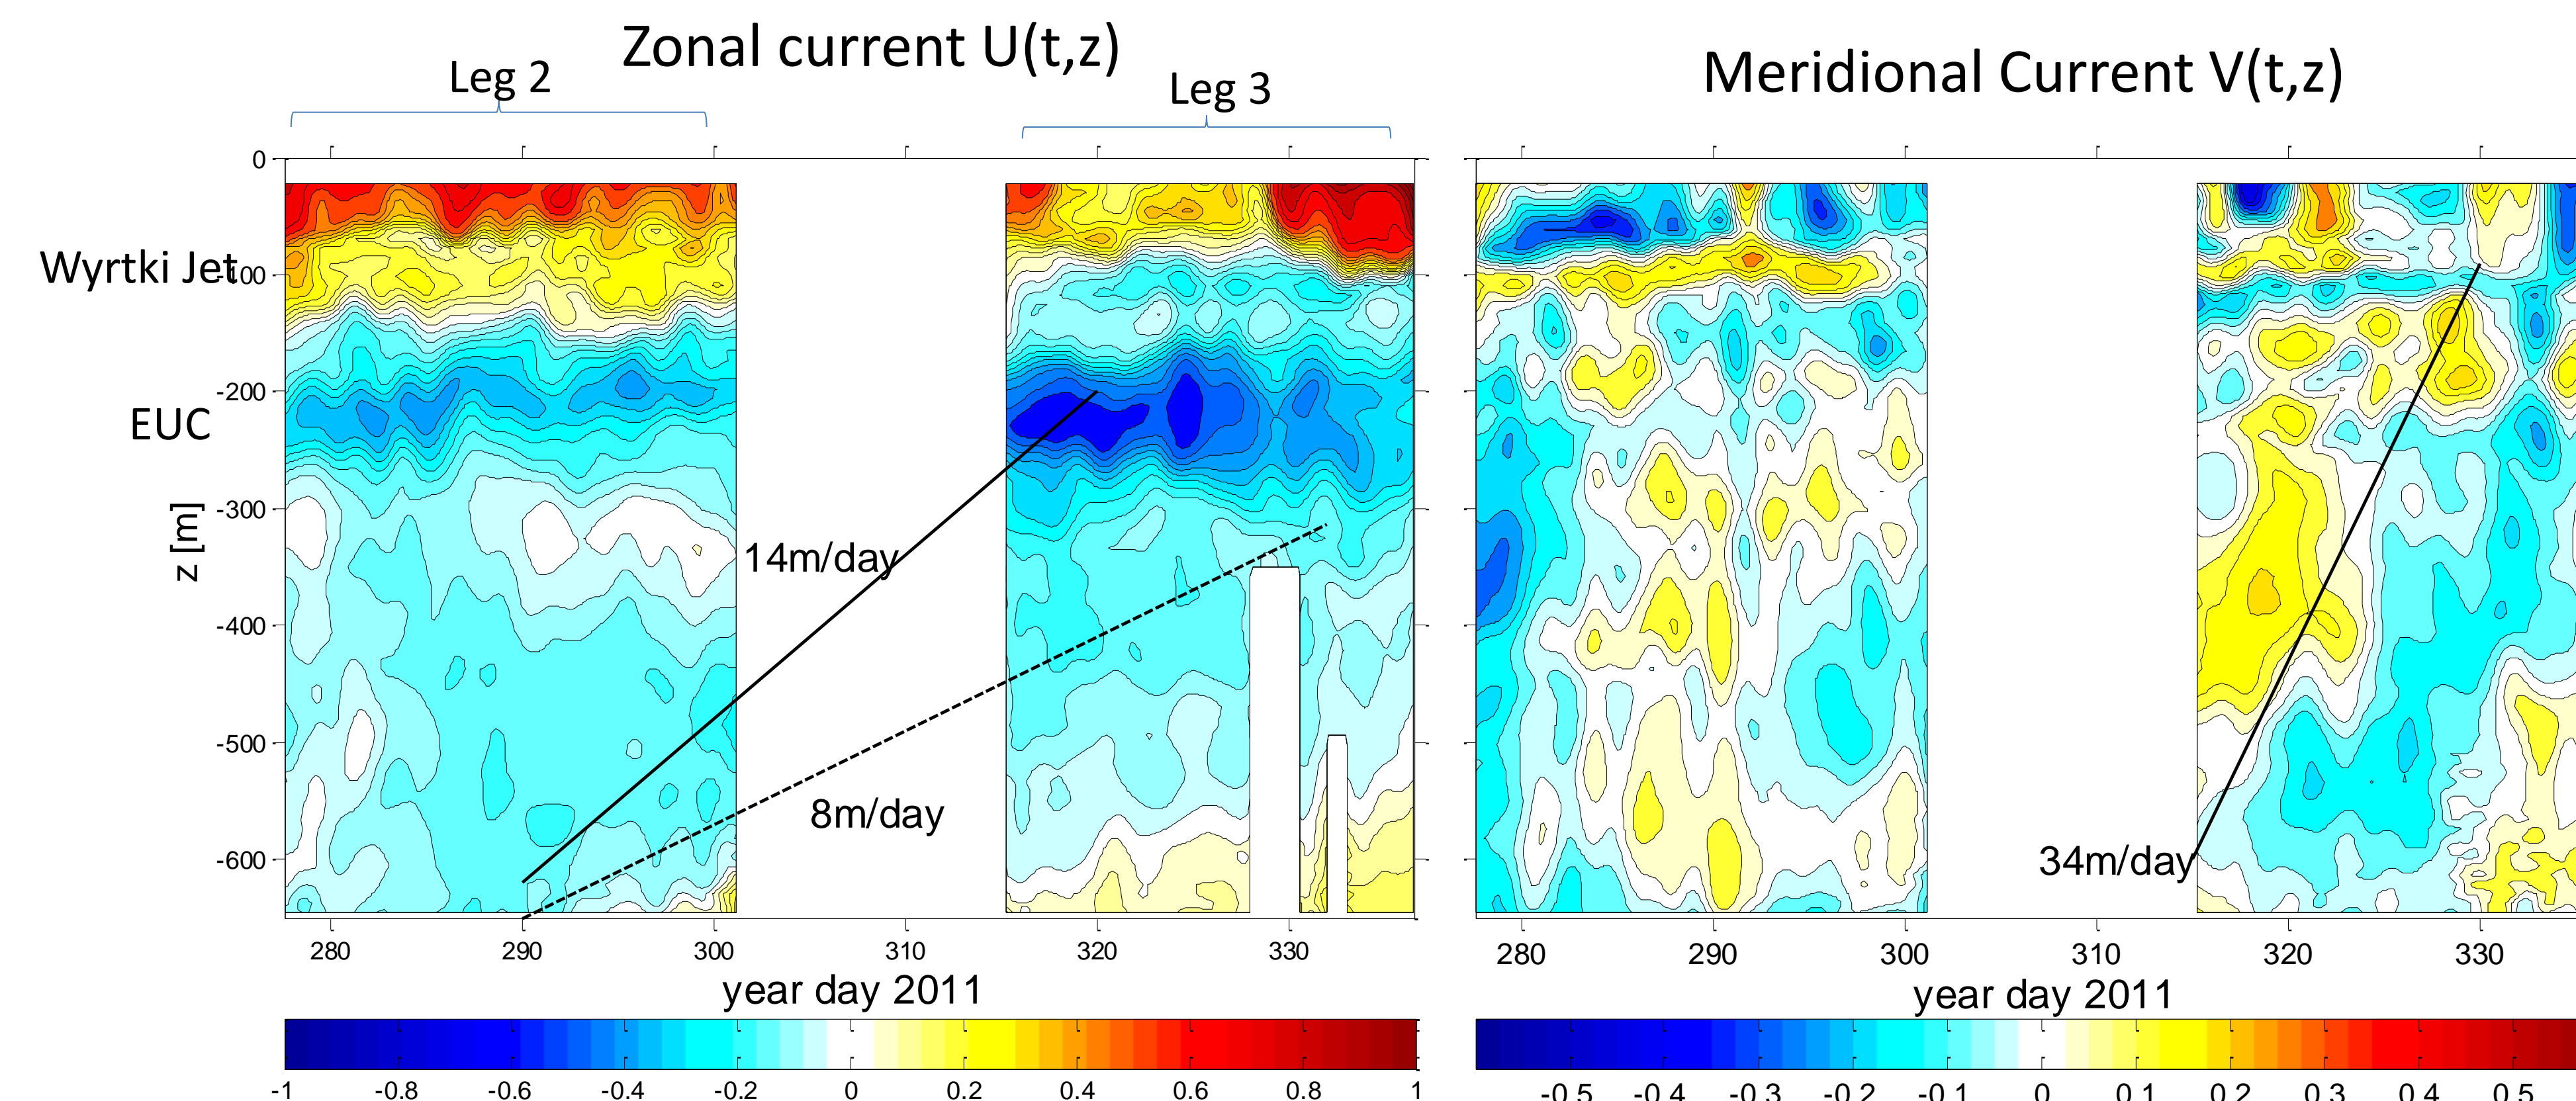 Zonal current U(t,z)
Meridional Current V(t,z)
Leg 2
Leg 3
0
Wyrtki Jet
-100
-200
EUC
-300
z [m]
-400
-500
-600
14m/day
8m/day
34m/day
280 290 300 310 320 330
280 290 300 310 320 330
year day 2011
year day 2011
-1 -0.8 -0.6 -0.4 -0.2 0 0.2 0.4 0.6 0.8 1
-0.5 -0.4 -0.3 -0.2 -0.1 0 0.1 0.2 0.3 0.4 0.5